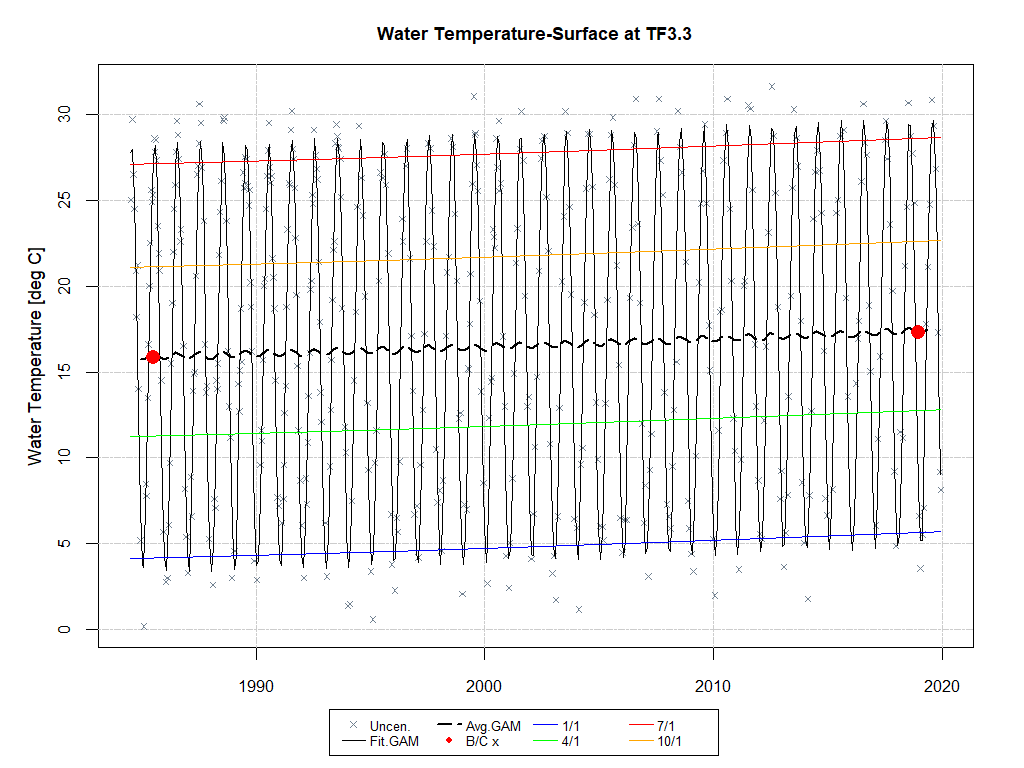 Water Temperature-Surface at TF3.3
Water Temperature [deg C]
30
25
20
15
10
5
0
1990 2000 2010 2020
Uncen. Avg.GAM 1/1 7/1
Fit.GAM B/C x 4/1 10/1